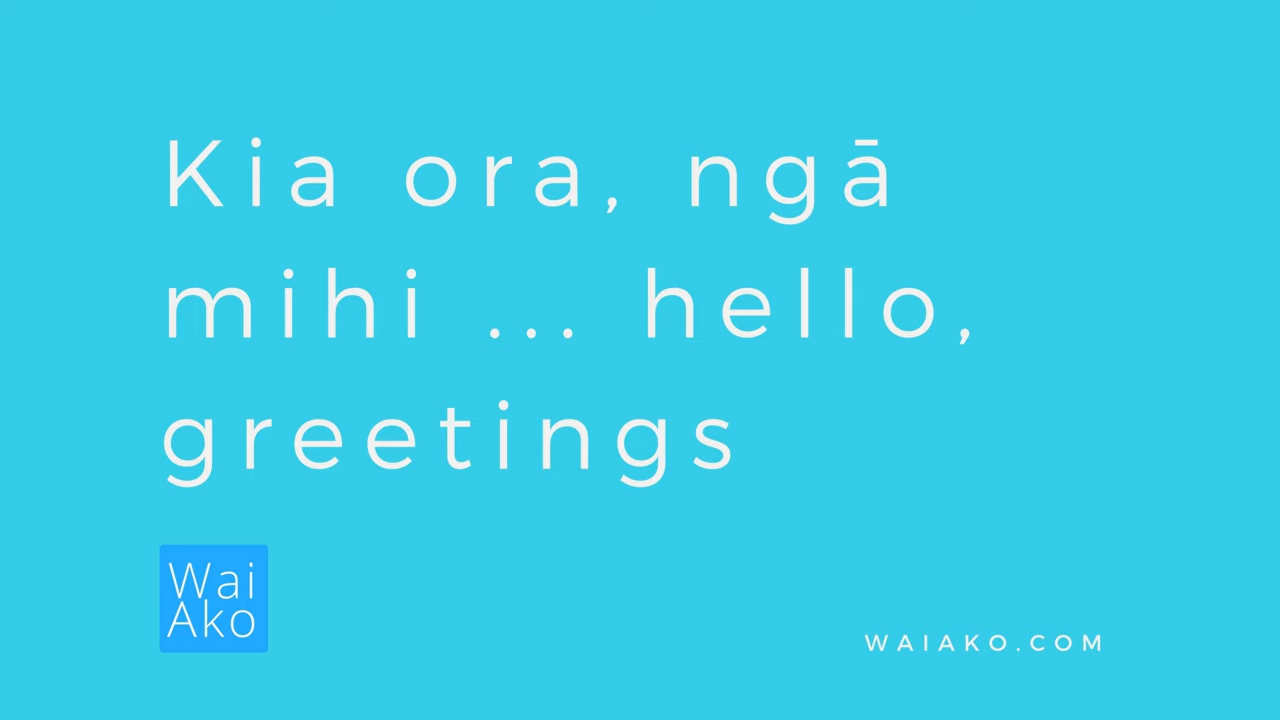 Kia ora, ngā
mihi ... hello,
greetings
Wai
Ako
WAIAKO.COM